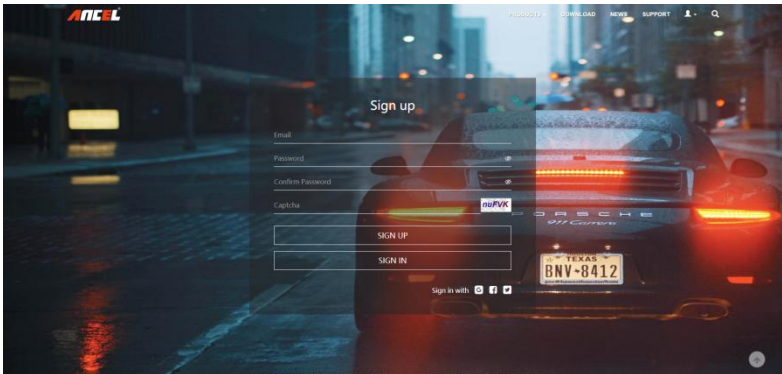 ANCEL
PRODUCTS DOWNLOAD NEWS SUPPORT
Sign up
Email
Password
Confirm Password
Captcha
nuFVK
SIGN UP
SIGN IN
Sign in with G f
PORSCHE
911 Carrera
TEXAS
BNV 8412